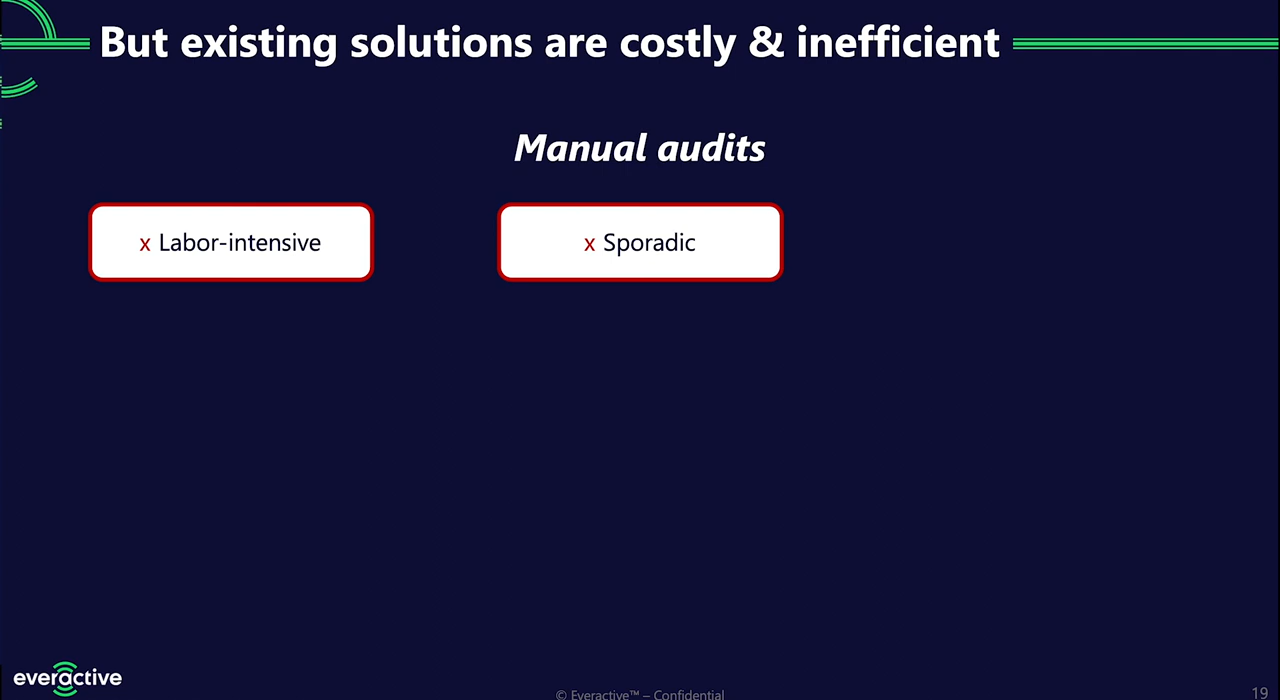 But existing solutions are costly & inefficient
Manual audits
x Labor-intensive
x Sporadic
everactive
© Everactive™ – Confidential
19